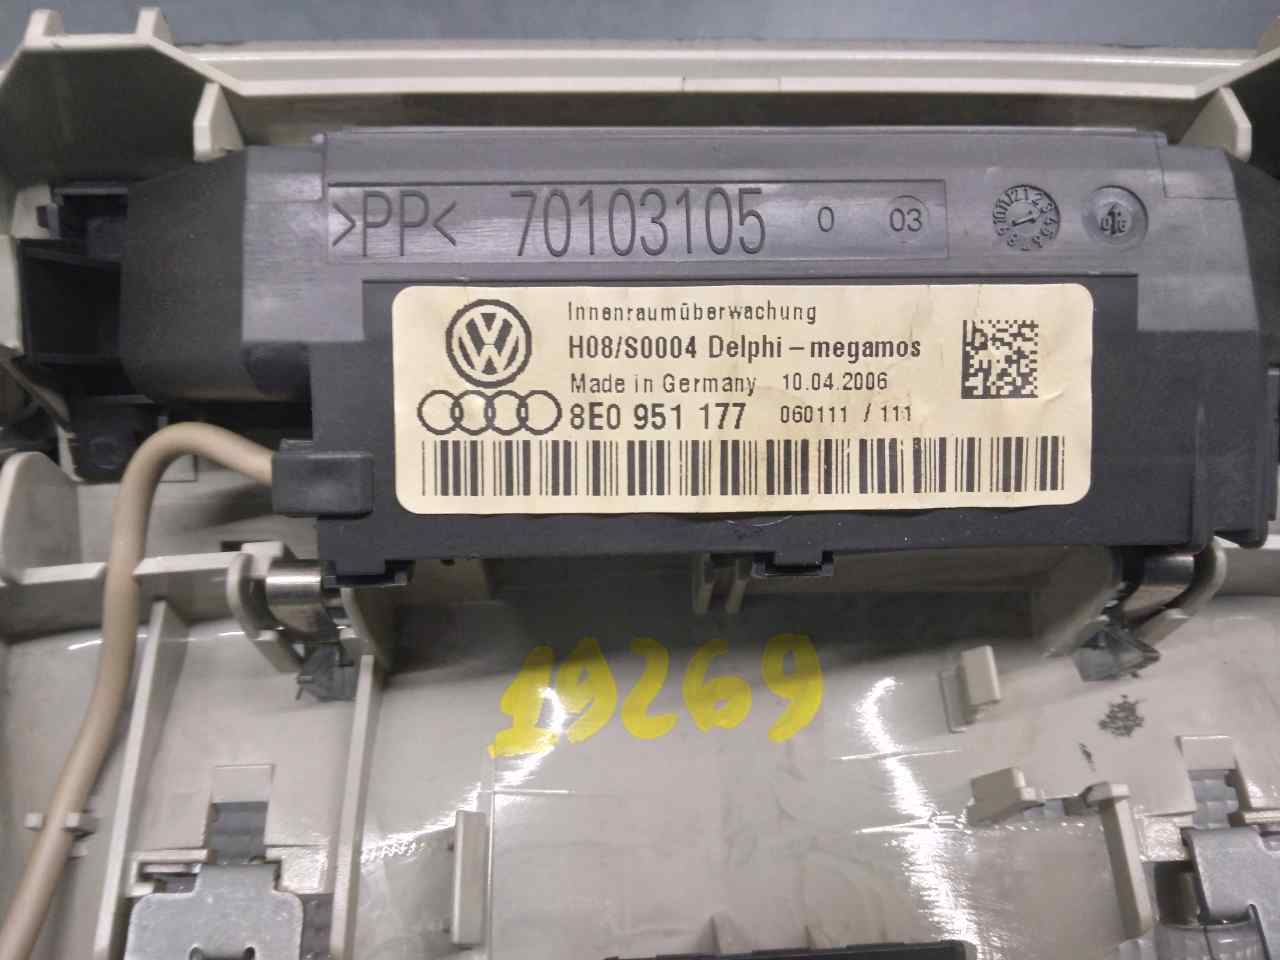 >PP< 70103105 0 03
Innenraumüberwachung
H08/S0004 Delphi - megamos
Made in Germany 10.04.2006
8E0 951 177 060111 / 111
19269